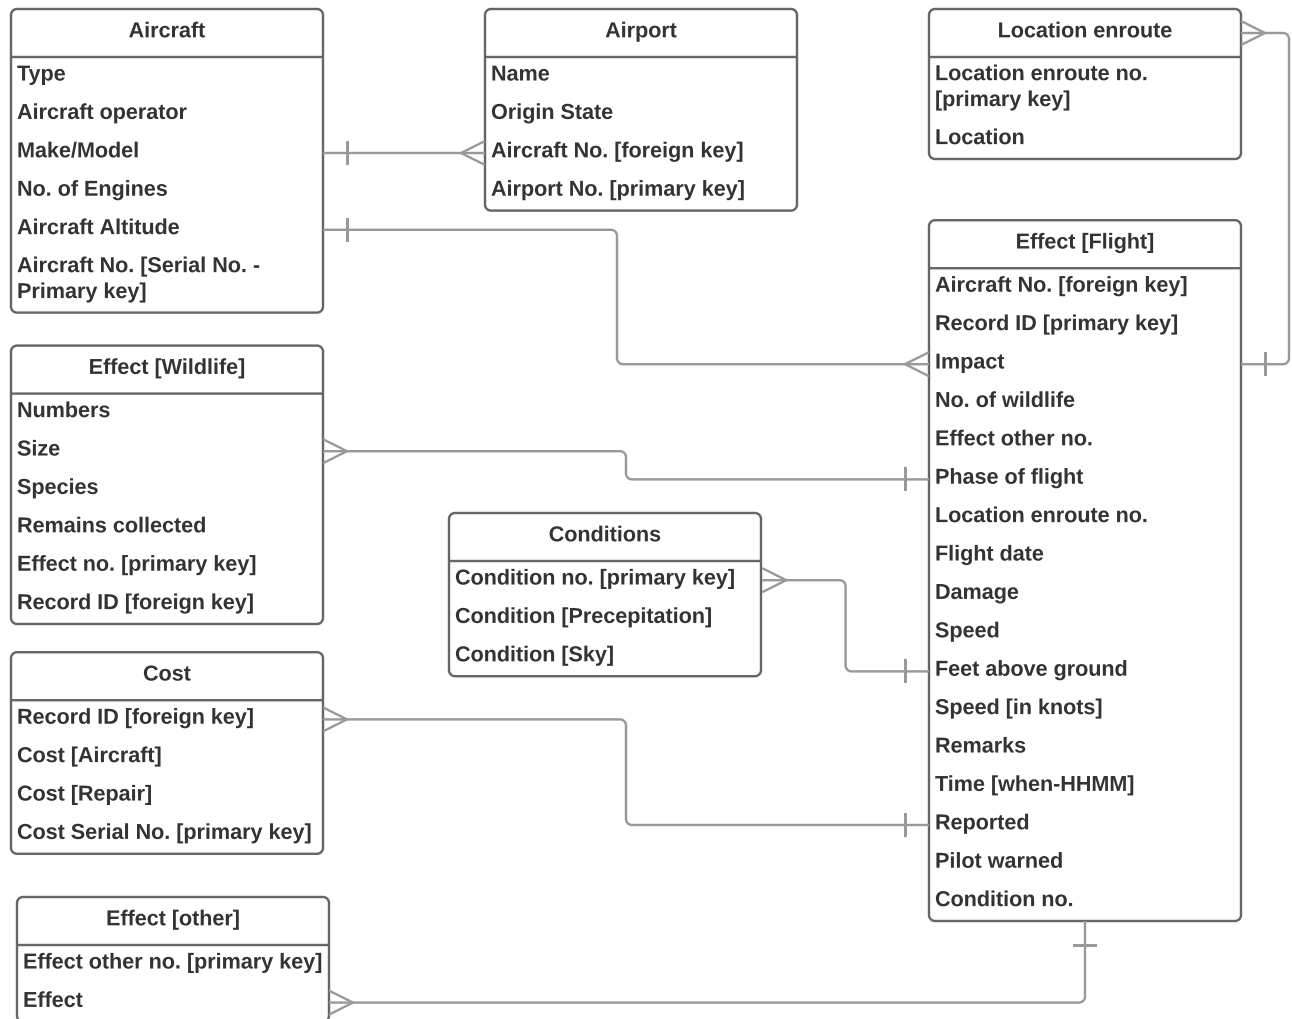 Aircraft
Type
Aircraft operator
Make/Model
No. of Engines
Aircraft Altitude
Aircraft No. [Serial No. -
Primary key]
Airport
Name
Origin State
Aircraft No. [foreign key]
Airport No. [primary key]
Location enroute
Location enroute no.
[primary key]
Location
Effect [Flight]
Aircraft No. [foreign key]
Record ID [primary key]
Impact
No. of wildlife
Effect other no.
Phase of flight
Location enroute no.
Flight date
Damage
Speed
Feet above ground
Speed [in knots]
Remarks
Time [when-HHMM]
Reported
Pilot warned
Condition no.
Effect [Wildlife]
Numbers
Size
Species
Remains collected
Effect no. [primary key]
Record ID [foreign key]
Conditions
Condition no. [primary key]
Condition [Precepitation]
Condition [Sky]
Cost
Record ID [foreign key]
Cost [Aircraft]
Cost [Repair]
Cost Serial No. [primary key]
Effect [other]
Effect other no. [primary key]
Effect